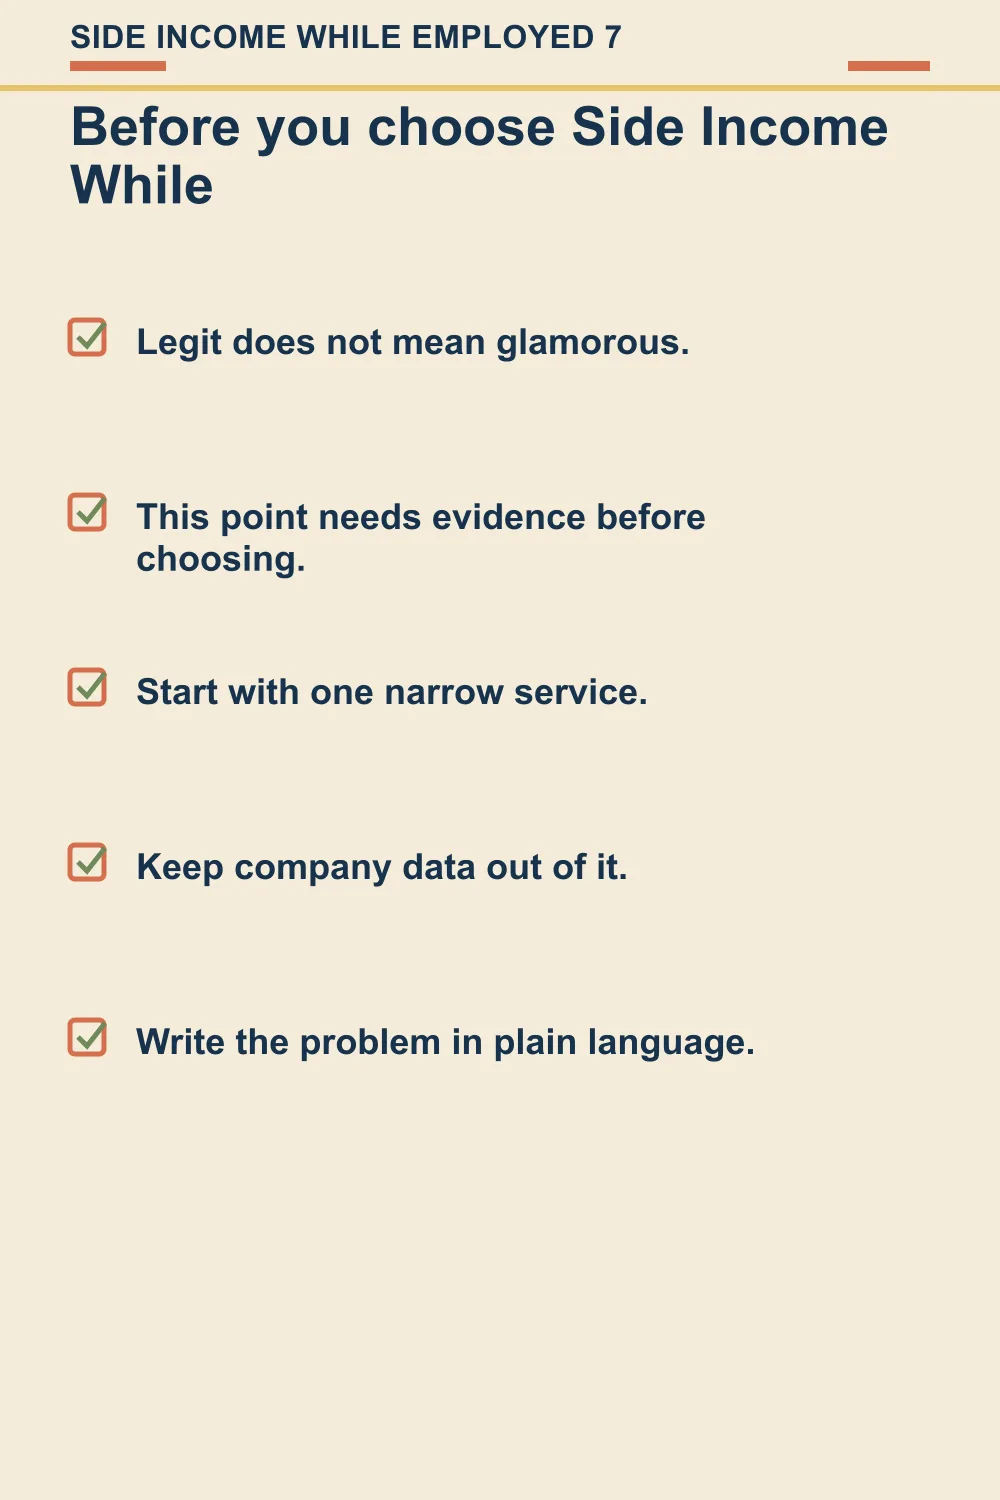 SIDE INCOME WHILE EMPLOYED 7
Before you choose Side Income
While
Legit does not mean glamorous.
This point needs evidence before
choosing.
Start with one narrow service.
Keep company data out of it.
Write the problem in plain language.